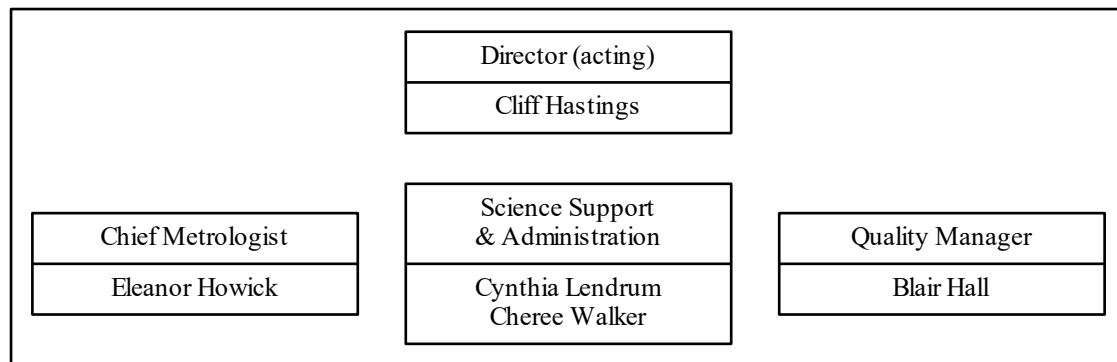 Director (acting)
Cliff Hastings
Chief Metrologist
Eleanor Howick
Science Support
& Administration
Cynthia Lendrum
Cheree Walker
Quality Manager
Blair Hall